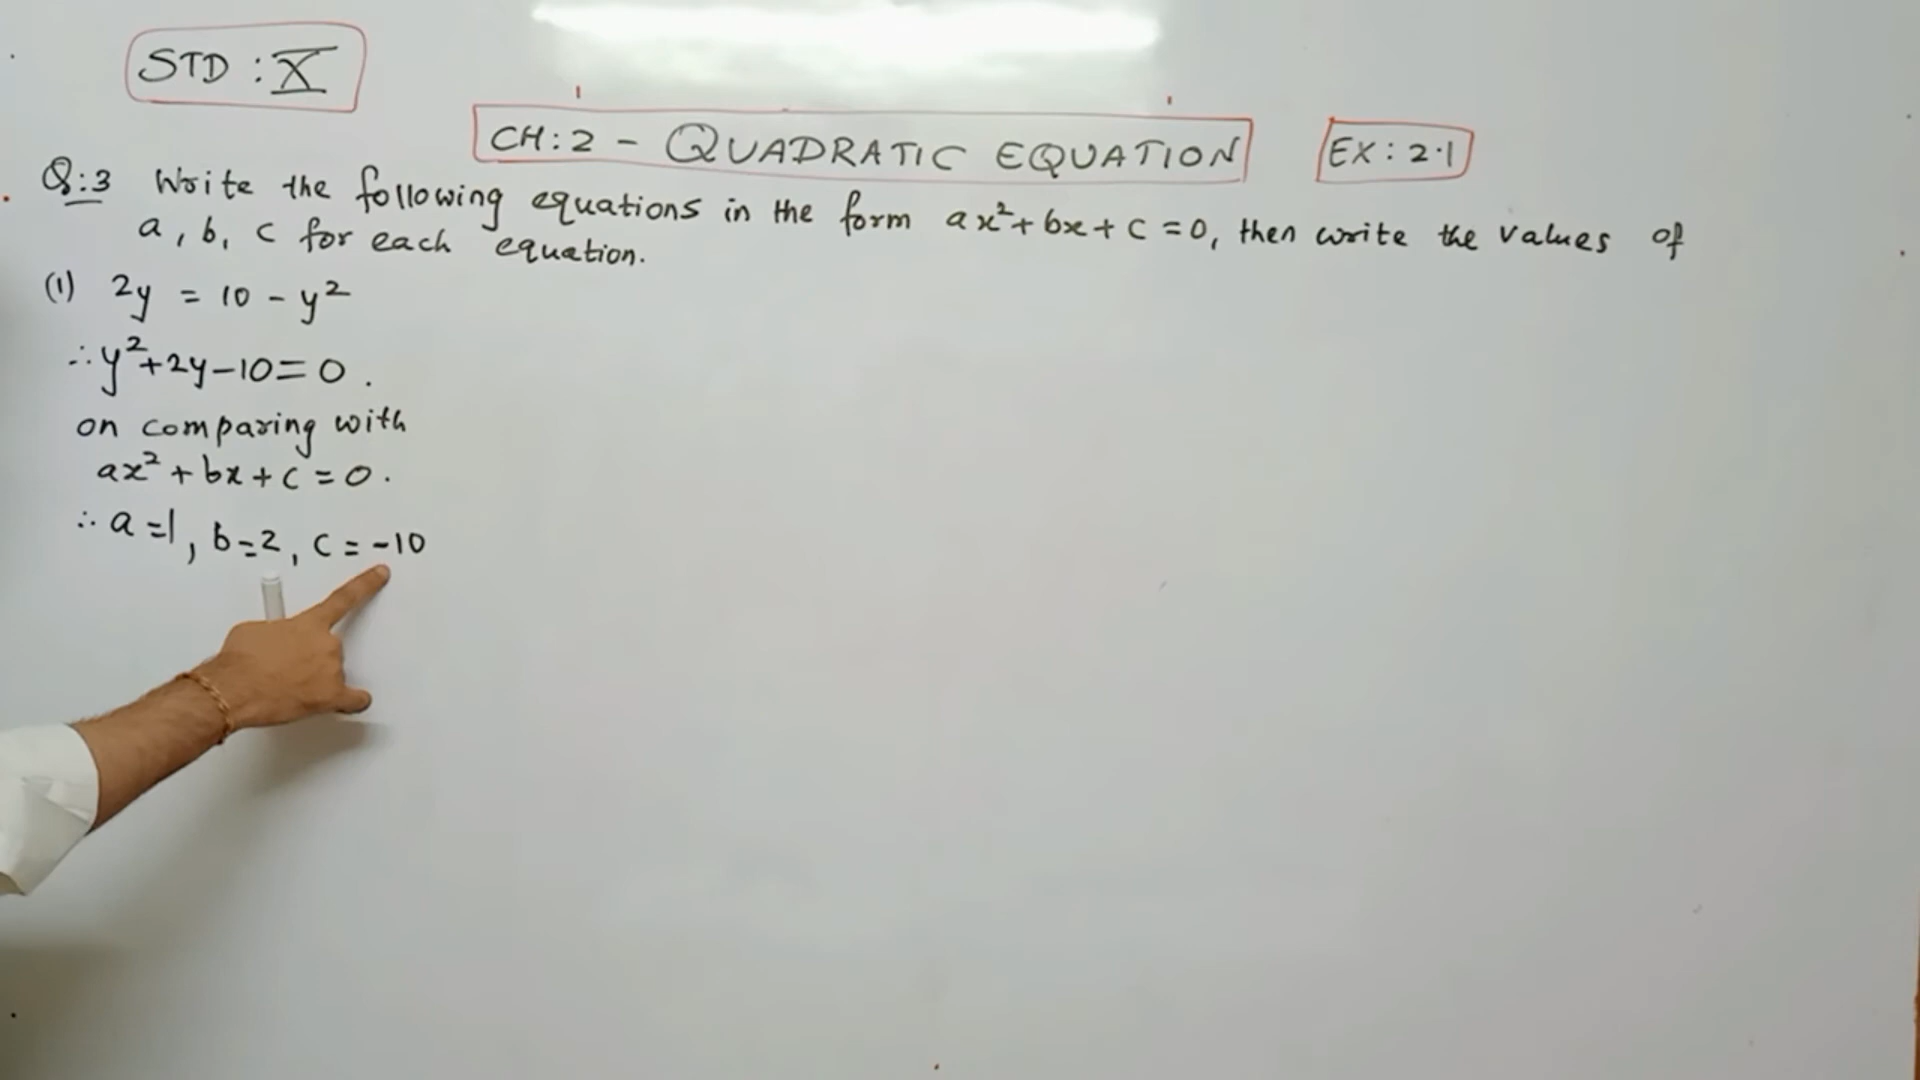 STD : X
CH: 2 - QUADRATIC EQUATION
EX: 2.1
Q:3 Write the following equations in the form ax²+bx+c=0, then write the values of
a, b, c for each equation.
(1) 2y = 10 - y²
∴ y²+2y-10=0.
on comparing with
ax²+bx+c=0.
∴ a=1, b=2, c=-10